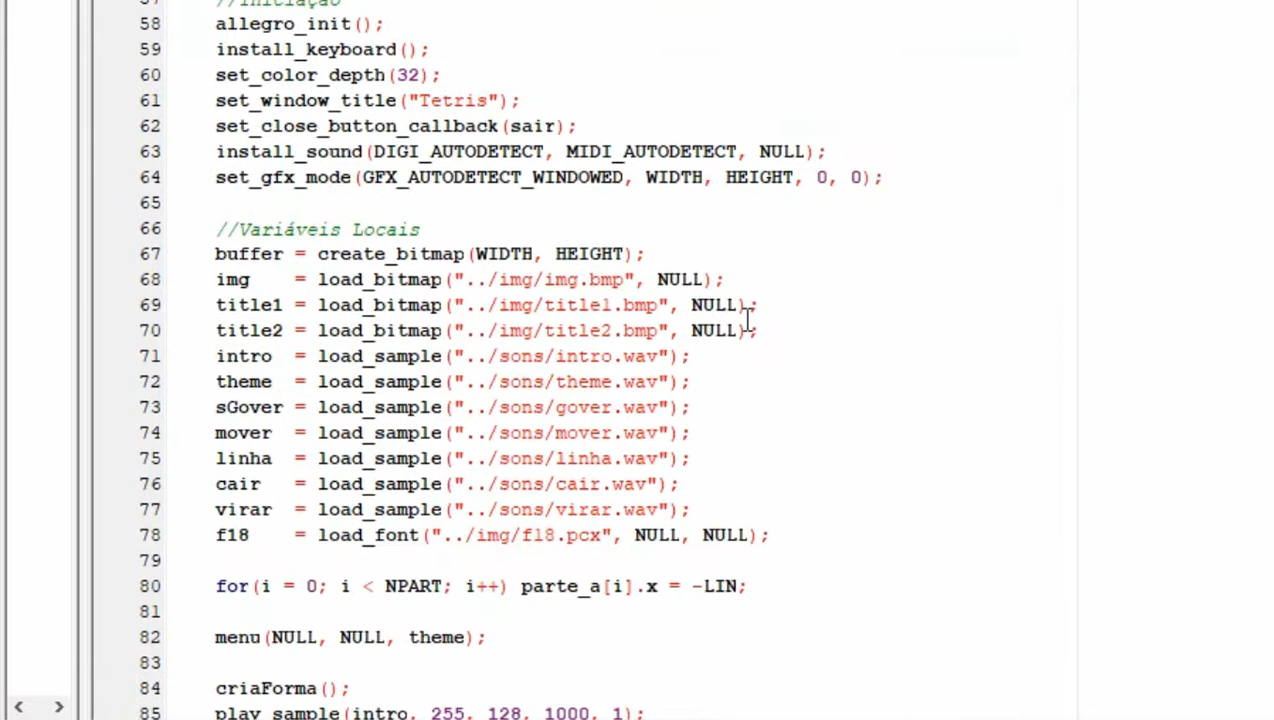 57 //Iniciação
58 allegro_init();
59 install_keyboard();
60 set_color_depth(32);
61 set_window_title("Tetris");
62 set_close_button_callback(sair);
63 install_sound(DIGI_AUTODETECT, MIDI_AUTODETECT, NULL);
64 set_gfx_mode(GFX_AUTODETECT_WINDOWED, WIDTH, HEIGHT, 0, 0);
65
66 //Variáveis Locais
67 buffer = create_bitmap(WIDTH, HEIGHT);
68 img    = load_bitmap("../img/img.bmp", NULL);
69 title1 = load_bitmap("../img/title1.bmp", NULL);
70 title2 = load_bitmap("../img/title2.bmp", NULL);
71 intro  = load_sample("../sons/intro.wav");
72 theme  = load_sample("../sons/theme.wav");
73 sGover = load_sample("../sons/gover.wav");
74 mover  = load_sample("../sons/mover.wav");
75 linha  = load_sample("../sons/linha.wav");
76 cair   = load_sample("../sons/cair.wav");
77 virar  = load_sample("../sons/virar.wav");
78 f18    = load_font("../img/f18.pcx", NULL, NULL);
79
80 for(i = 0; i < NPART; i++) parte_a[i].x = -LIN;
81
82 menu(NULL, NULL, theme);
83
84 criaForma();
85 play_sample(intro, 255, 128, 1000, 1);